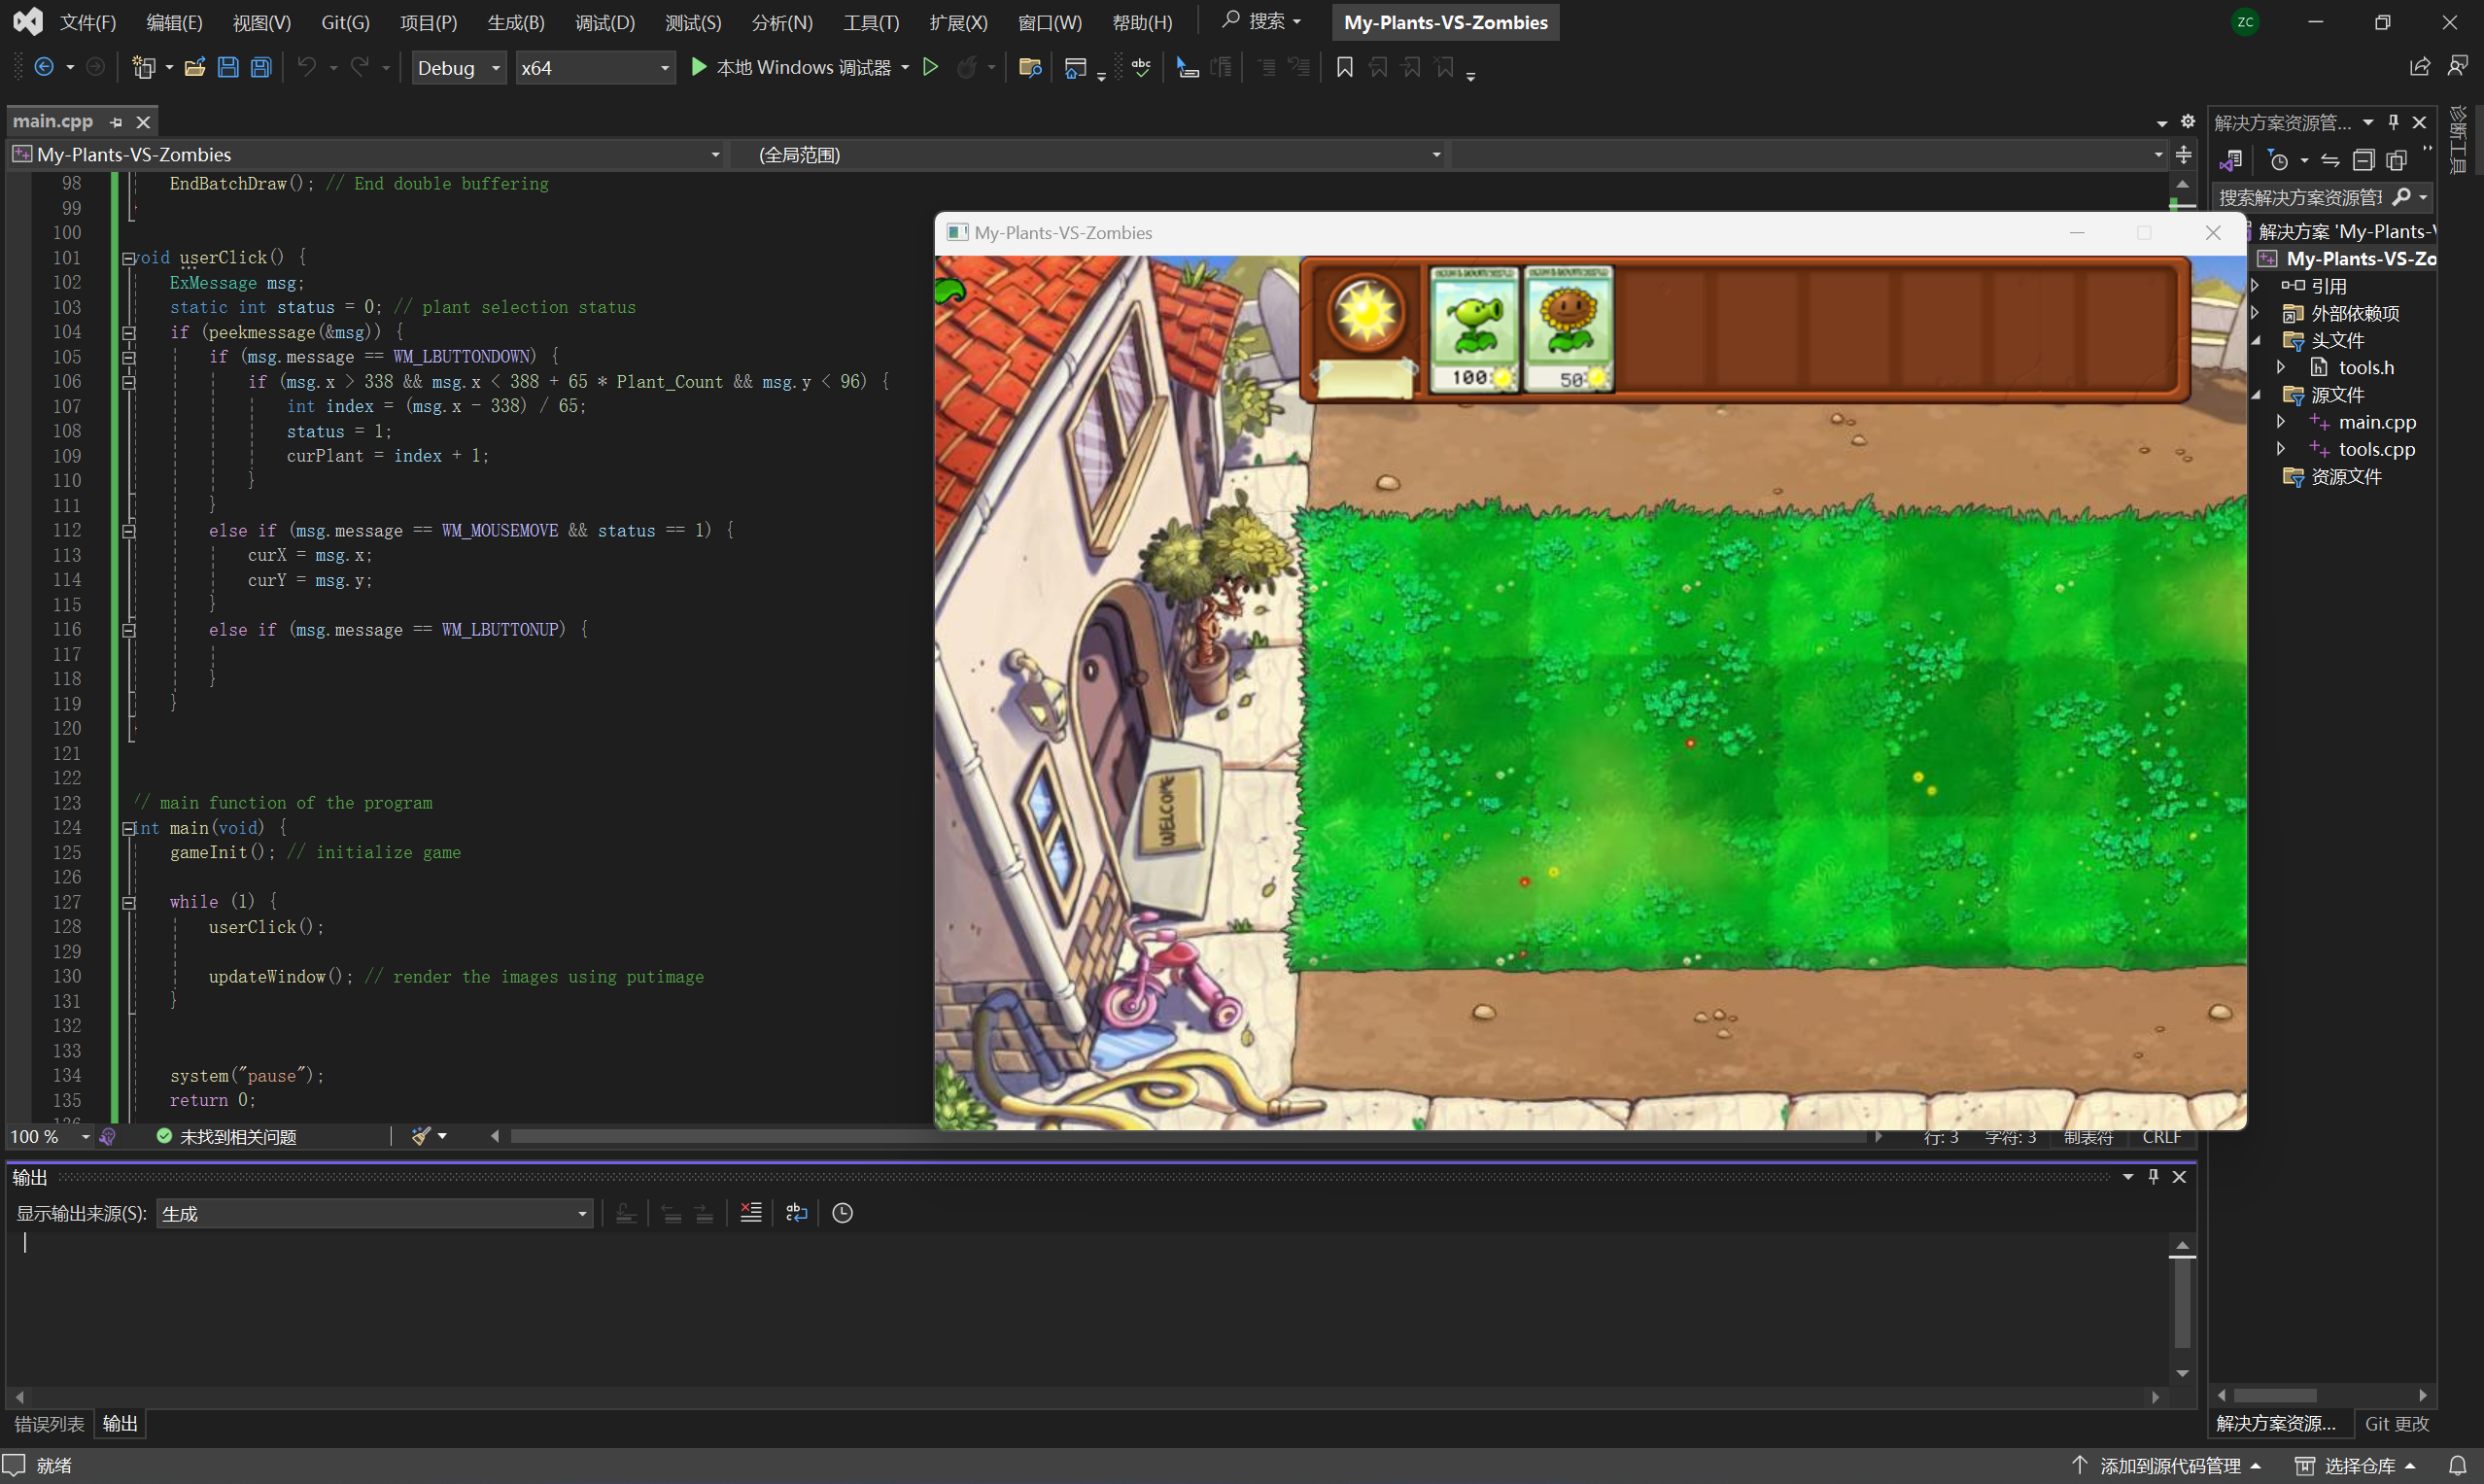 文件(F) 编辑(E) 视图(V) Git(G) 项目(P) 生成(B) 调试(D) 测试(S) 分析(N) 工具(T) 扩展(X) 窗口(W) 帮助(H) 搜索 My-Plants-VS-Zombies ZC
Debug x64 本地 Windows 调试器
main.cpp
My-Plants-VS-Zombies (全局范围)
98 EndBatchDraw(); // End double buffering
99
100
101 void userClick() {
102 ExMessage msg;
103 static int status = 0; // plant selection status
104 if (peekmessage(&msg)) {
105 if (msg.message == WM_LBUTTONDOWN) {
106 if (msg.x > 338 && msg.x < 388 + 65 * Plant_Count && msg.y < 96) {
107 int index = (msg.x - 338) / 65;
108 status = 1;
109 curPlant = index + 1;
110 }
111 }
112 else if (msg.message == WM_MOUSEMOVE && status == 1) {
113 curX = msg.x;
114 curY = msg.y;
115 }
116 else if (msg.message == WM_LBUTTONUP) {
117
118 }
119 }
120
121
122
123 // main function of the program
124 int main(void) {
125 gameInit(); // initialize game
126
127 while (1) {
128 userClick();
129
130 updateWindow(); // render the images using putimage
131 }
132
133
134 system("pause");
135 return 0;
100 % 未找到相关问题 行: 3 字符: 3 制表符 CRLF
My-Plants-VS-Zombies
100 50
WELCOME
解决方案资源管...
搜索解决方案资源管理
解决方案 'My-Plants-V
My-Plants-VS-Zo
引用
外部依赖项
头文件
tools.h
源文件
main.cpp
tools.cpp
资源文件
诊断工具
输出
显示输出来源(S): 生成
错误列表 输出
解决方案资源... Git 更改
就绪 添加到源代码管理 选择仓库